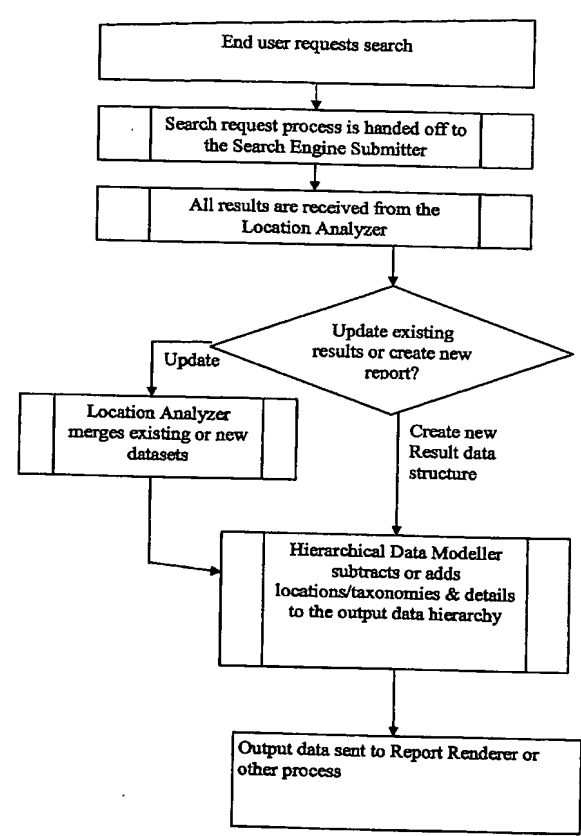 End user requests search
Search request process is handed off to
the Search Engine Submitter
All results are received from the
Location Analyzer
Update existing
results or create new
report?
Update
Location Analyzer
merges existing or new
datasets
Create new
Result data
structure
Hierarchical Data Modeller
subtracts or adds
locations/taxonomies & details
to the output data hierarchy
Output data sent to Report Renderer or
other process